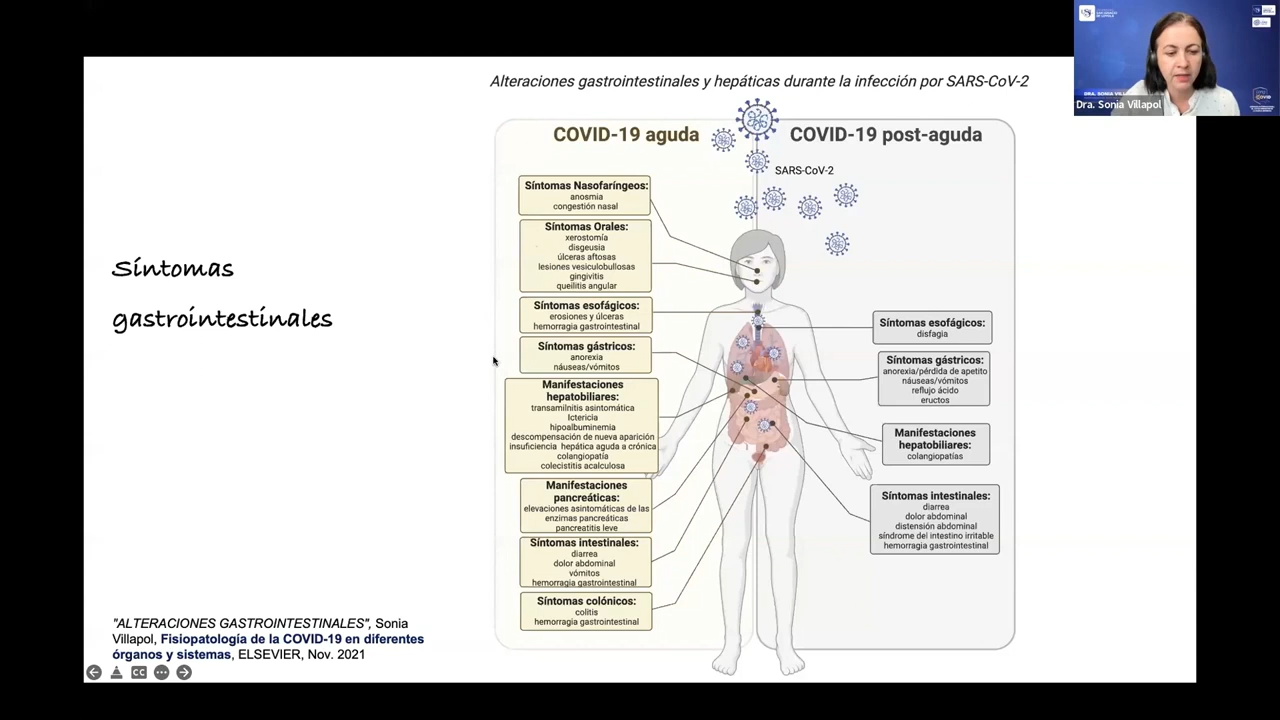 Alteraciones gastrointestinales y hepáticas durante la infección por SARS-CoV-2
COVID-19 aguda
COVID-19 post-aguda
SARS-CoV-2
Síntomas Nasofaríngeos:
anosmia
congestión nasal
Síntomas Orales:
xerostomía
disgeusia
úlceras aftosas
lesiones vesiculobullosas
gingivitis
queilitis angular
Síntomas esofágicos:
erosiones y úlceras
hemorragia gastrointestinal
Síntomas gástricos:
anorexia
náuseas/vómitos
Manifestaciones
hepatobiliares:
transamilnitis asintomática
Ictericia
hipoalbuminemia
descompensación de nueva aparición
insuficiencia hepática aguda a crónica
colangiopatía
colecistitis acalculosa
Manifestaciones
pancreáticas:
elevaciones asintomáticas de las
enzimas pancreáticas
pancreatitis leve
Síntomas intestinales:
diarrea
dolor abdominal
vómitos
hemorragia gastrointestinal
Síntomas colónicos:
colitis
hemorragia gastrointestinal
Síntomas esofágicos:
disfagia
Síntomas gástricos:
anorexia/pérdida de apetito
náuseas/vómitos
reflujo ácido
eructos
Manifestaciones
hepatobiliares:
colangiopatías
Síntomas intestinales:
diarrea
dolor abdominal
distensión abdominal
síndrome del intestino irritable
hemorragia gastrointestinal
Síntomas
gastrointestinales
"ALTERACIONES GASTROINTESTINALES", Sonia
Villapol, Fisiopatología de la COVID-19 en diferentes
órganos y sistemas, ELSEVIER, Nov. 2021
CC
DRA. SONIA
Dra. Sonia Villapol